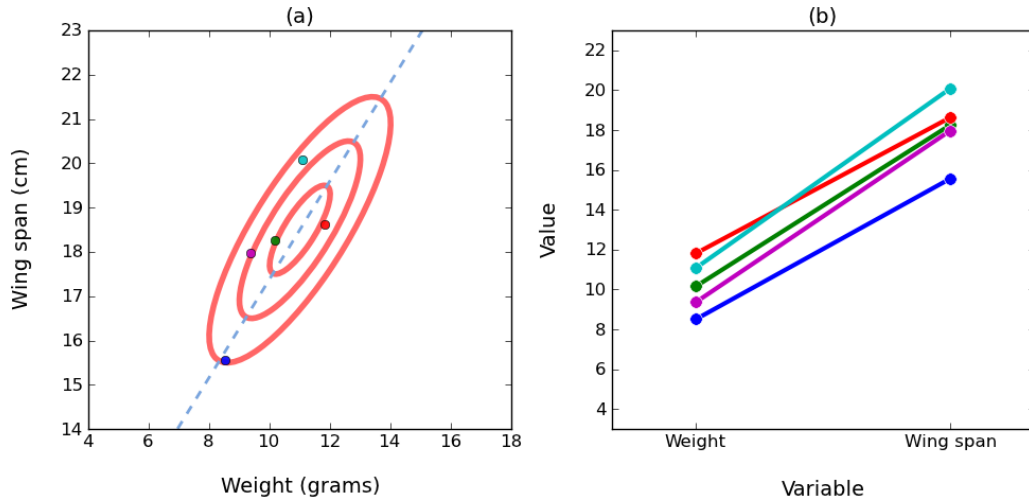 (a)
23
22
21
20
19
18
17
16
15
14
4 6 8 10 12 14 16 18
Wing span (cm)
Weight (grams)
(b)
22
20
18
16
14
12
10
8
6
4
Weight Wing span
Value
Variable